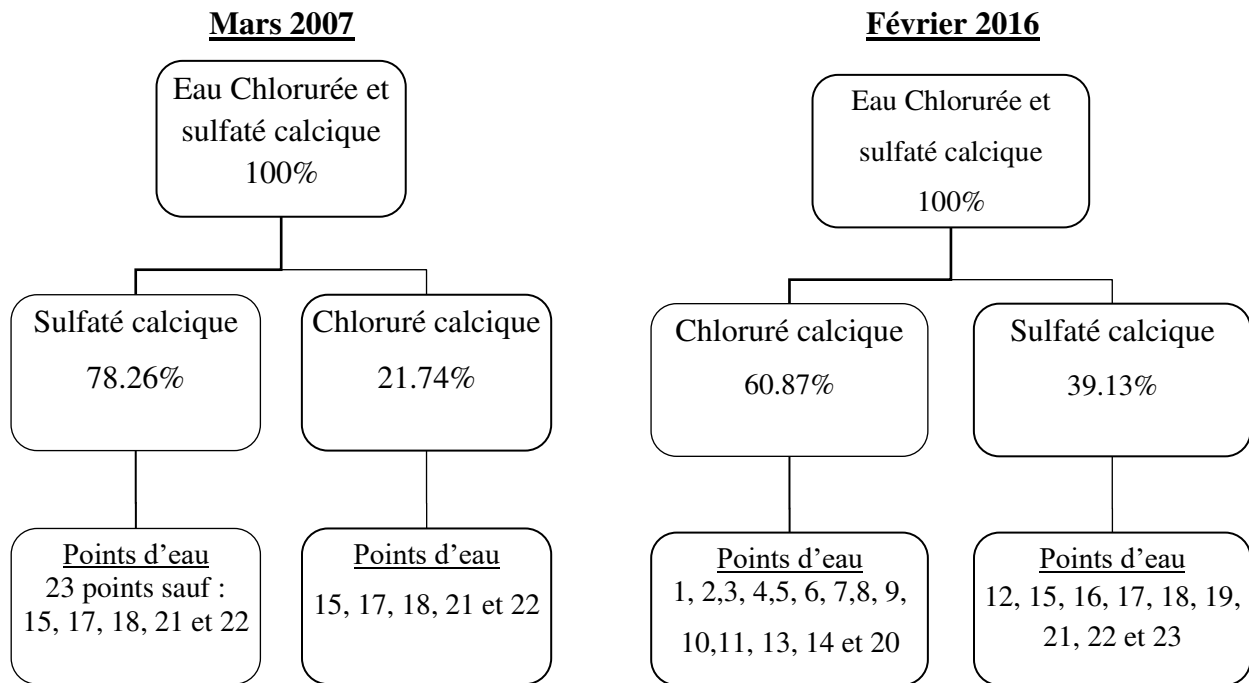 Mars 2007
Eau Chlorurée et
sulfaté calcique
100%
Sulfaté calcique
78.26%
Chloruré calcique
21.74%
Points d'eau
23 points sauf :
15, 17, 18, 21 et 22
Points d'eau
15, 17, 18, 21 et 22
Février 2016
Eau Chlorurée et
sulfaté calcique
100%
Chloruré calcique
60.87%
Sulfaté calcique
39.13%
Points d'eau
1, 2,3, 4,5, 6, 7,8, 9,
10,11, 13, 14 et 20
Points d'eau
12, 15, 16, 17, 18, 19,
21, 22 et 23